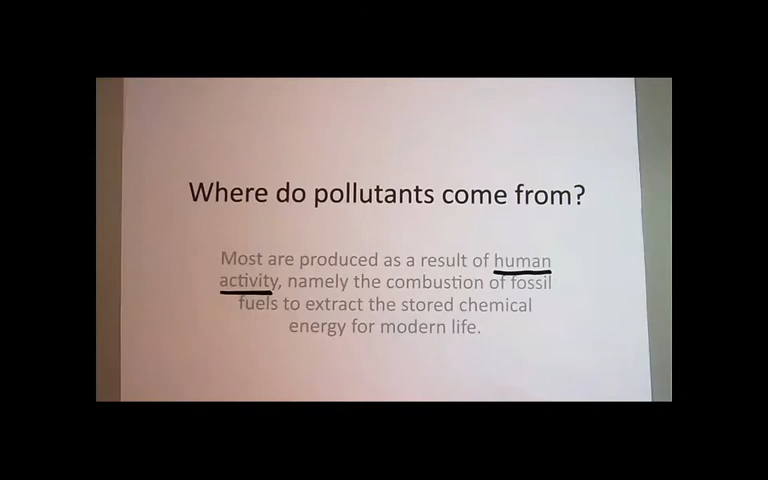 Where do pollutants come from?
Most are produced as a result of human
activity, namely the combustion of fossil
fuels to extract the stored chemical
energy for modern life.